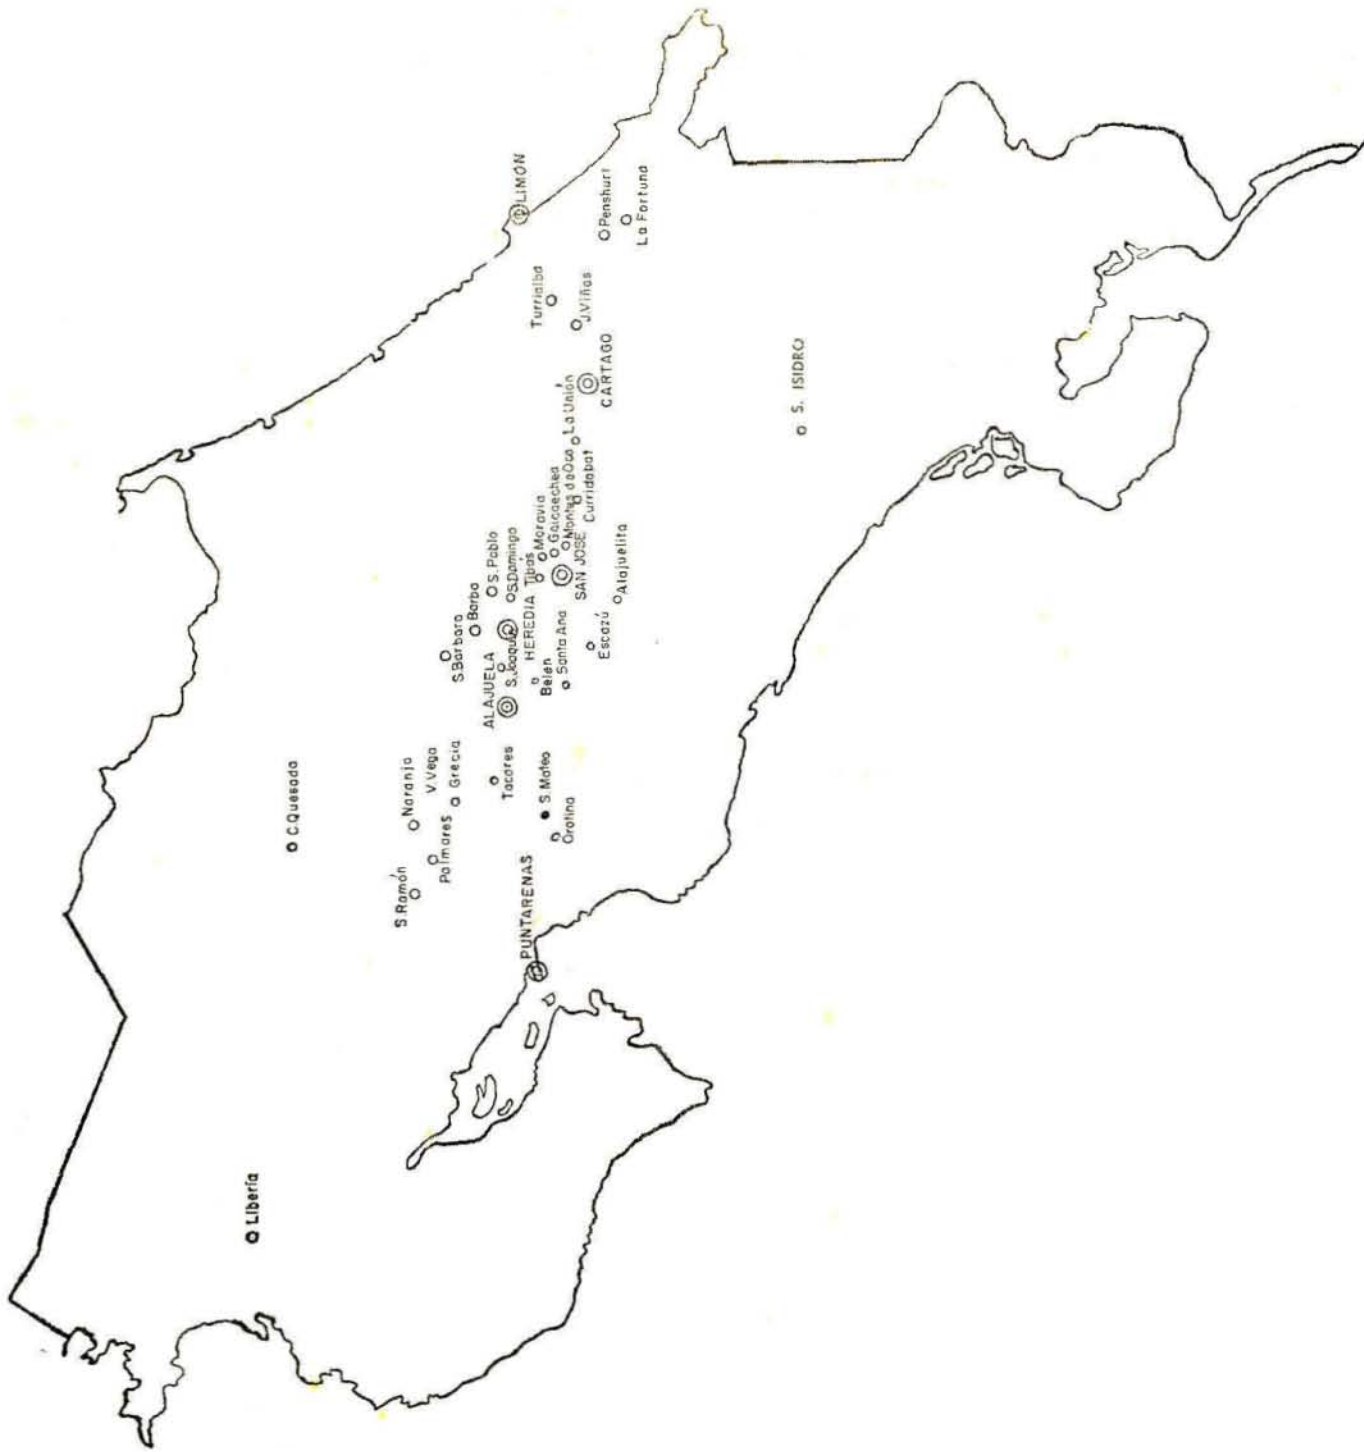 Liberia
C.Quesada
S.Ramón
Naranjo
Palmares
V.Vega
Grecia
Tacares
S.Mateo
Orotina
PUNTARENAS
ALAJUELA
S.Barbara
Barba
S.Joaquín
HEREDIA
Belen
Santa Ana
S.Pablo
S.Domingo
Tibás
Moravia
Goicoechea
Montes de Oca
SAN JOSE
Curridabat
La Unión
Escazú
Alajuelita
CARTAGO
Turrialba
J.Viñas
LIMON
Penshurt
La Fortuna
S. ISIDRO